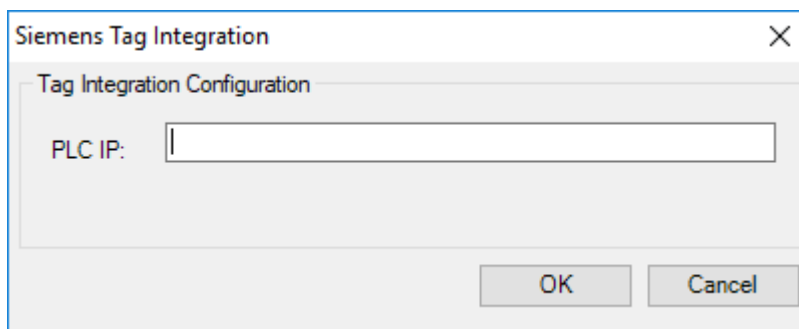 Siemens Tag Integration
Tag Integration Configuration
PLC IP:
OK Cancel